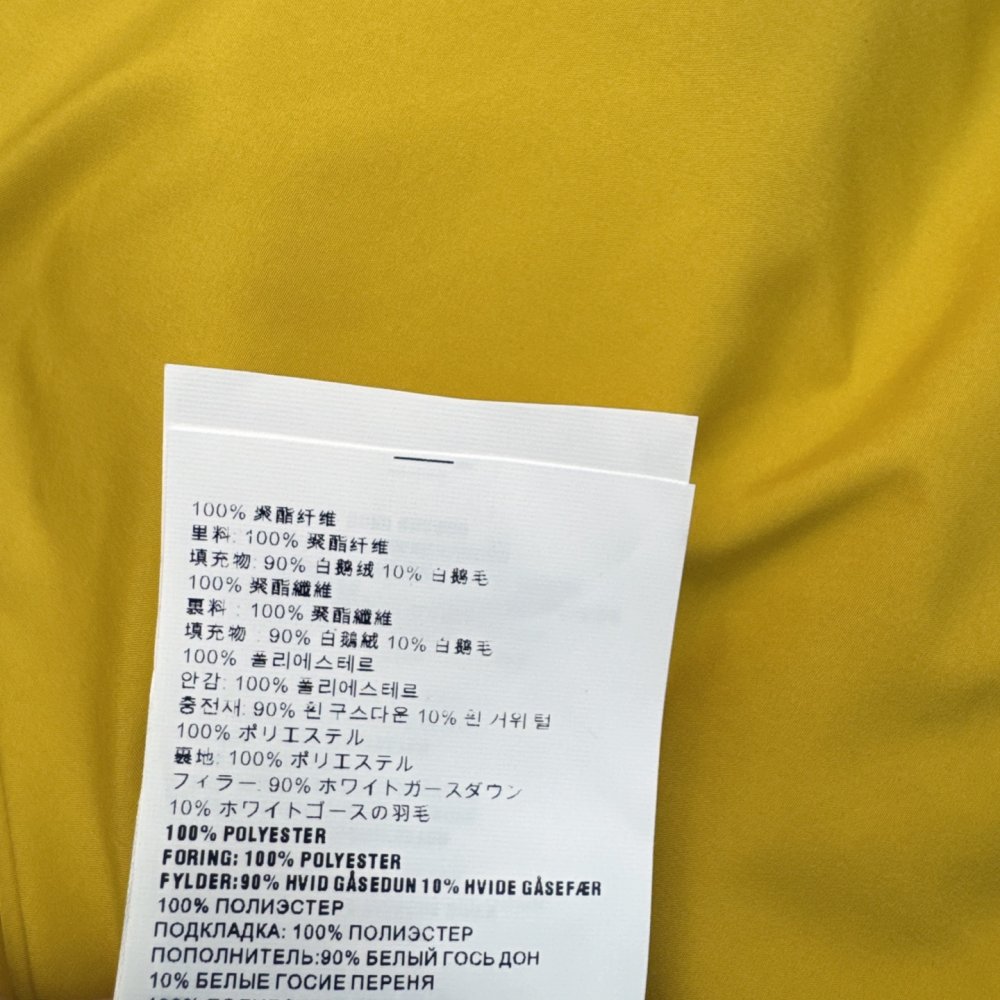 100% 聚酯纤维
里料: 100% 聚酯纤维
填充物: 90% 白鹅绒 10% 白鹅毛
100% 聚酯纖維
裏料 : 100% 聚酯纖維
填充物 : 90% 白鵝絨 10% 白鵝毛
100% 폴리에스테르
안감: 100% 폴리에스테르
충전재: 90% 흰 구스다운 10% 흰 거위 털
100% ポリエステル
裏地: 100% ポリエステル
フィラー: 90% ホワイトガースダウン
10% ホワイトゴースの羽毛
100% POLYESTER
FORING: 100% POLYESTER
FYLDER:90% HVID GÅSEDUN 10% HVIDE GÅSEFÆR
100% ПОЛИЭСТЕР
ПОДКЛАДКА: 100% ПОЛИЭСТЕР
ПОПОЛНИТЕЛЬ:90% БЕЛЫЙ ГОСЬ ДОН
10% БЕЛЫЕ ГОСИЕ ПЕРЕНЯ